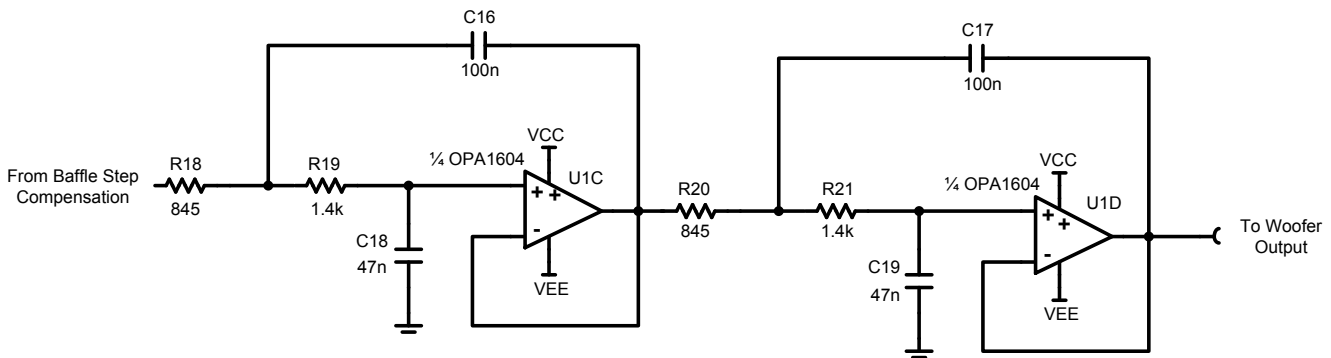 C16
100n
C17
100n
From Baffle Step
Compensation
R18
845
R19
1.4k
¼ OPA1604
VCC
U1C
+
+
-
VEE
C18
47n
R20
845
R21
1.4k
¼ OPA1604
VCC
U1D
+
+
-
VEE
C19
47n
To Woofer
Output